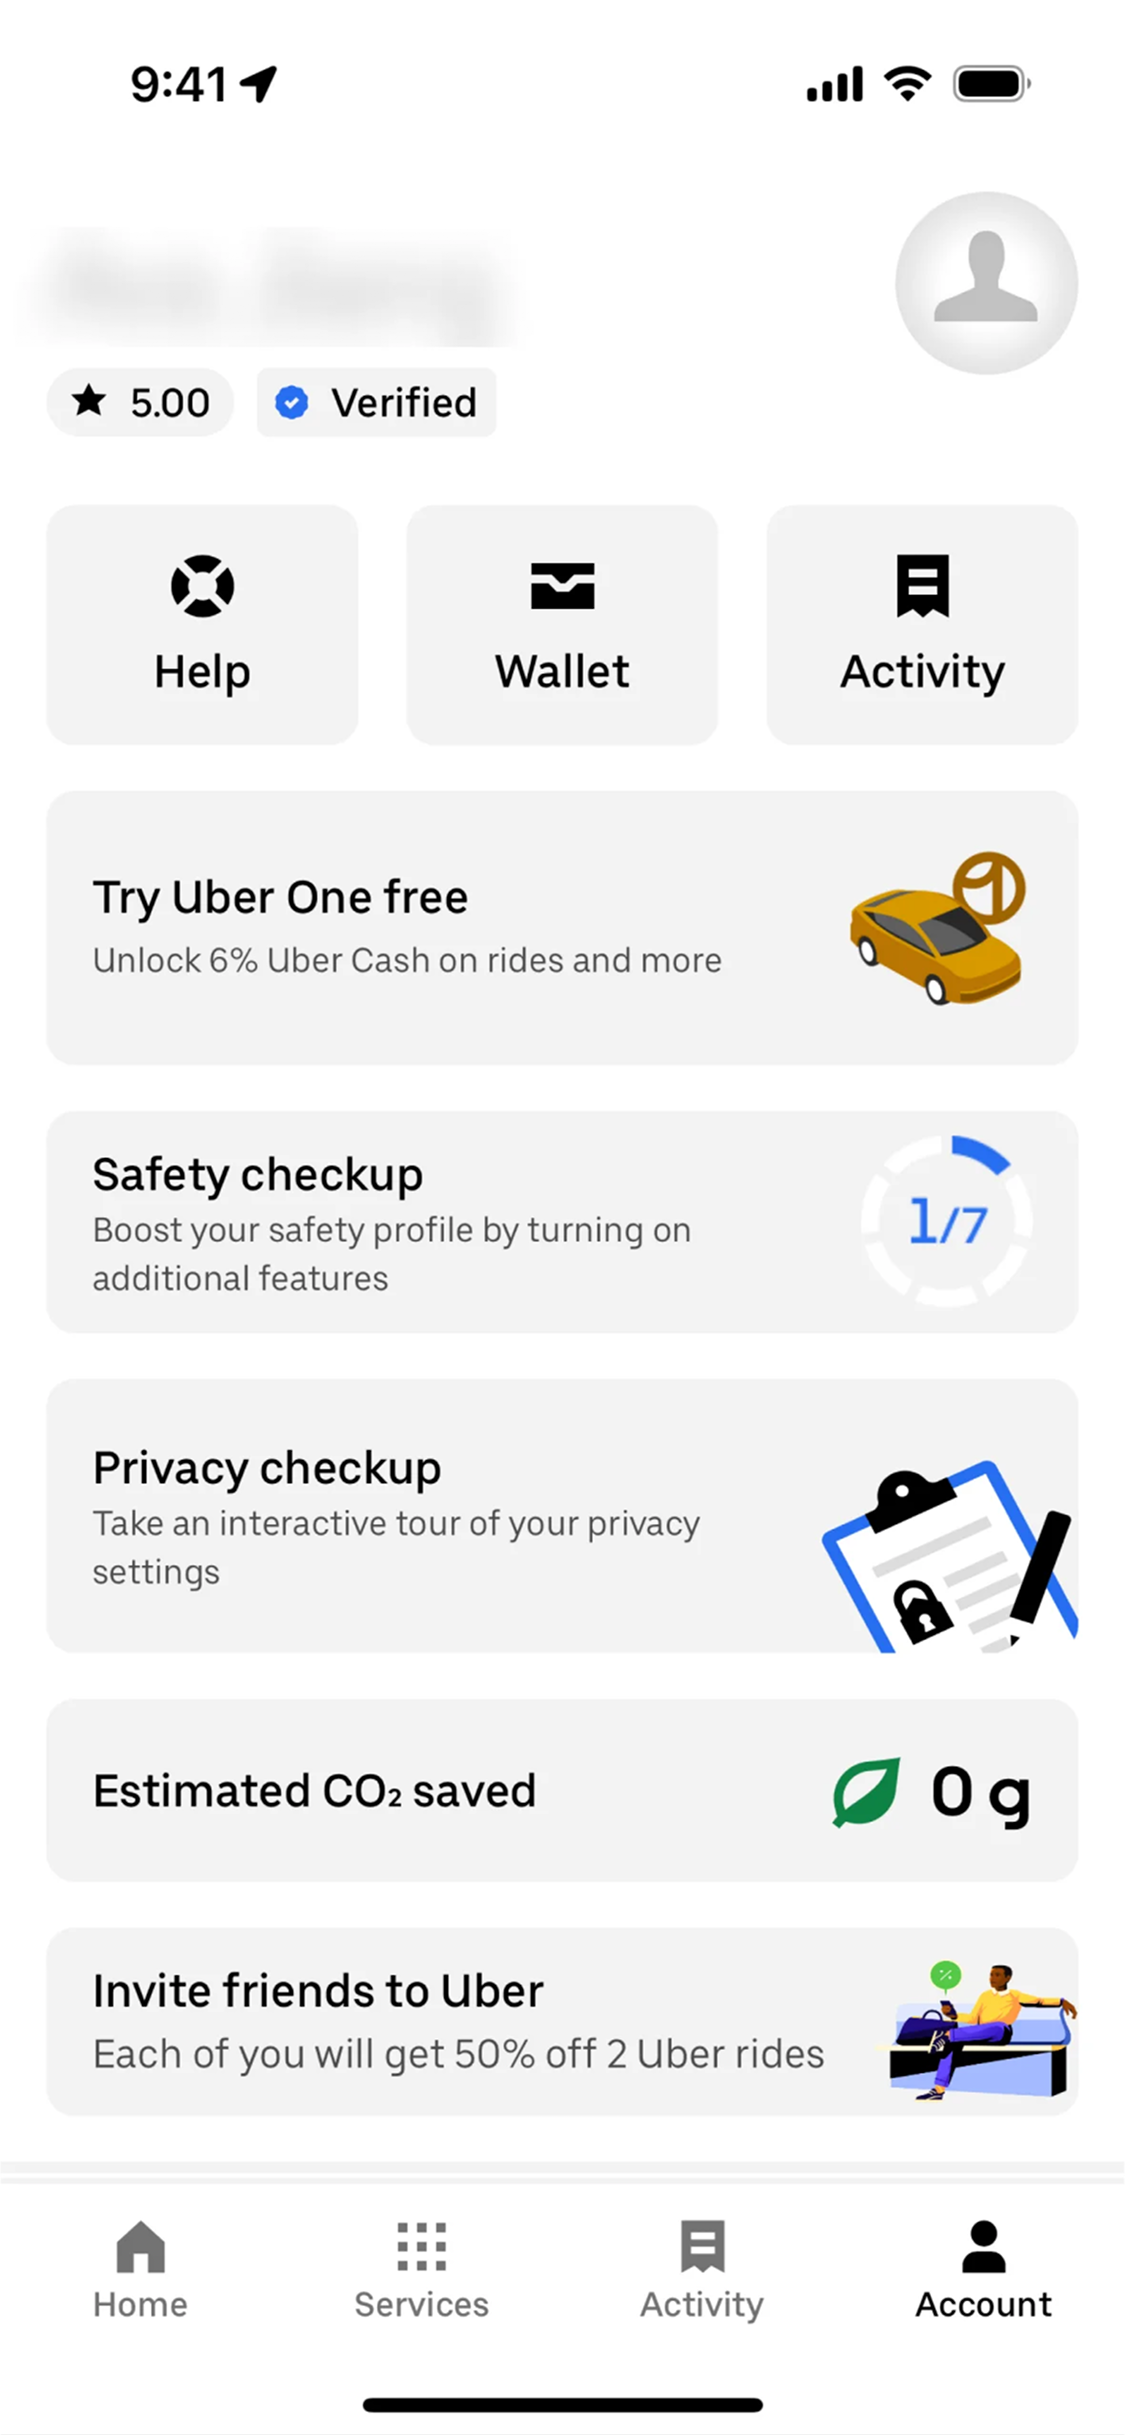 9:41
5.00
Verified
Help
Wallet
Activity
Try Uber One free
Unlock 6% Uber Cash on rides and more
Safety checkup
Boost your safety profile by turning on
additional features
1/7
Privacy checkup
Take an interactive tour of your privacy
settings
Estimated CO₂ saved
0 g
Invite friends to Uber
Each of you will get 50% off 2 Uber rides
%
Home
Services
Activity
Account